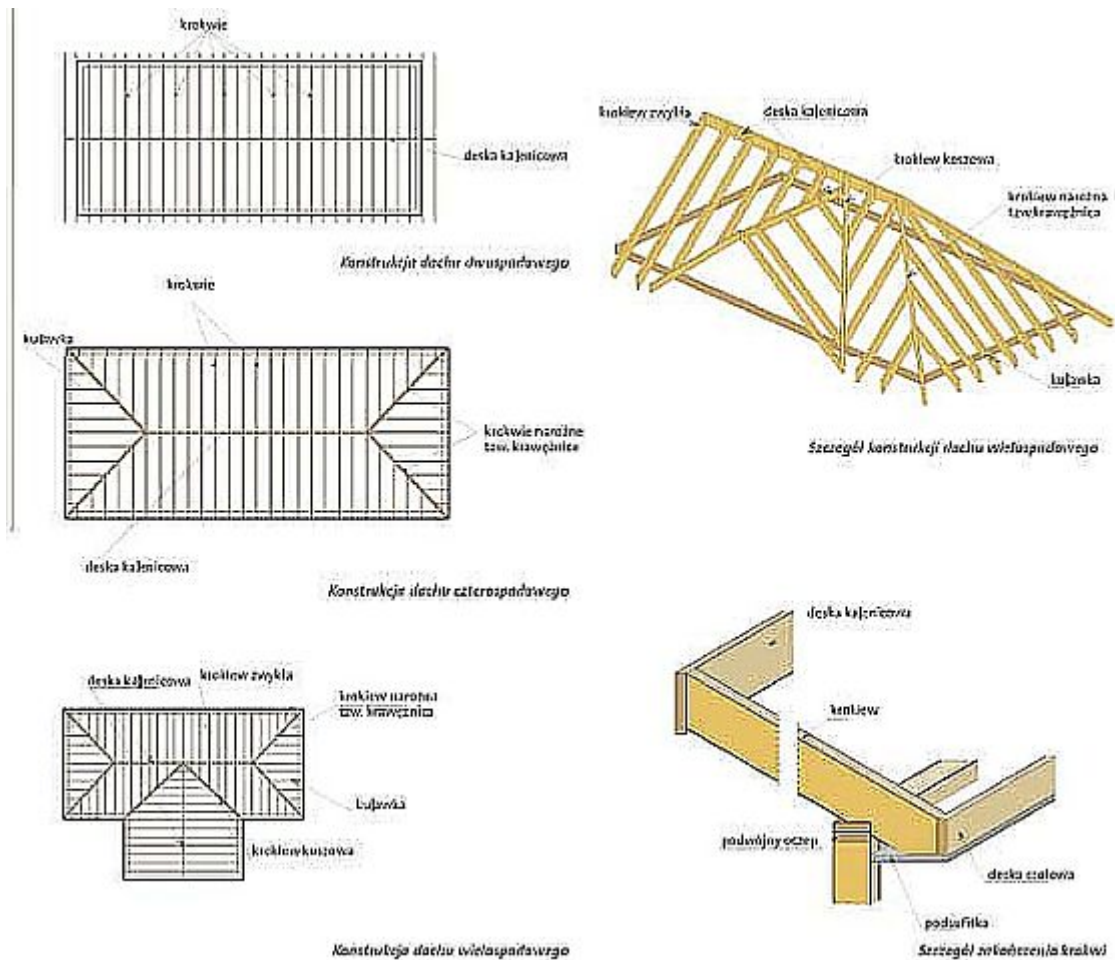 krokwie
deska kalenicowa
Konstrukcja dachu dwuspadowego
krokwie
kulawka
krokwie narożne
tzw. krawężnice
deska kalenicowa
Konstrukcja dachu czterospadowego
deska kalenicowa
krokiew zwykła
krokiew narożna
tzw. krawężnica
kulawka
krokiew koszowa
Konstrukcja dachu wielospadowego
krokiew zwykła
deska kalenicowa
krokiew koszowa
krokiew narożna
tzw. krawężnica
kulawka
Szczegół konstrukcji dachu wielospadowego
deska kalenicowa
krokiew
podwójny oczep
deska czołowa
podsufitka
Szczegół zakończenia krokwi